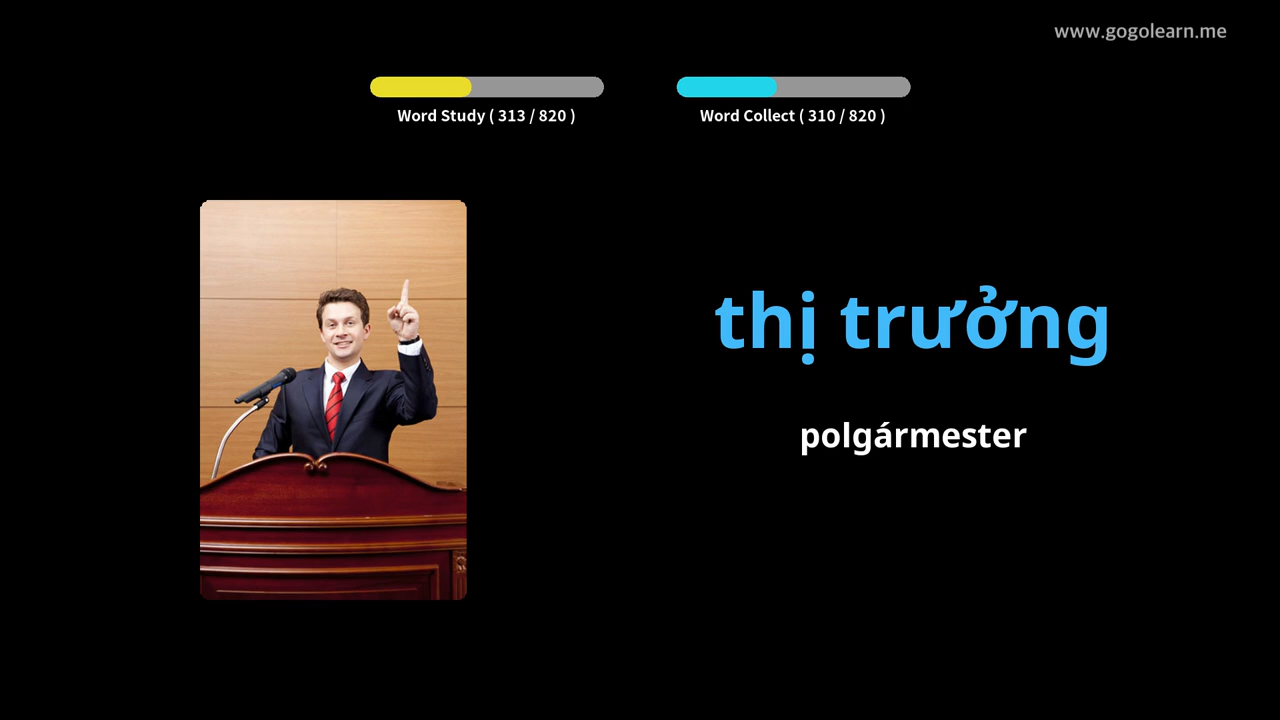 www.gogolearn.me
Word Study ( 313 / 820 )
Word Collect ( 310 / 820 )
thị trưởng
polgármester